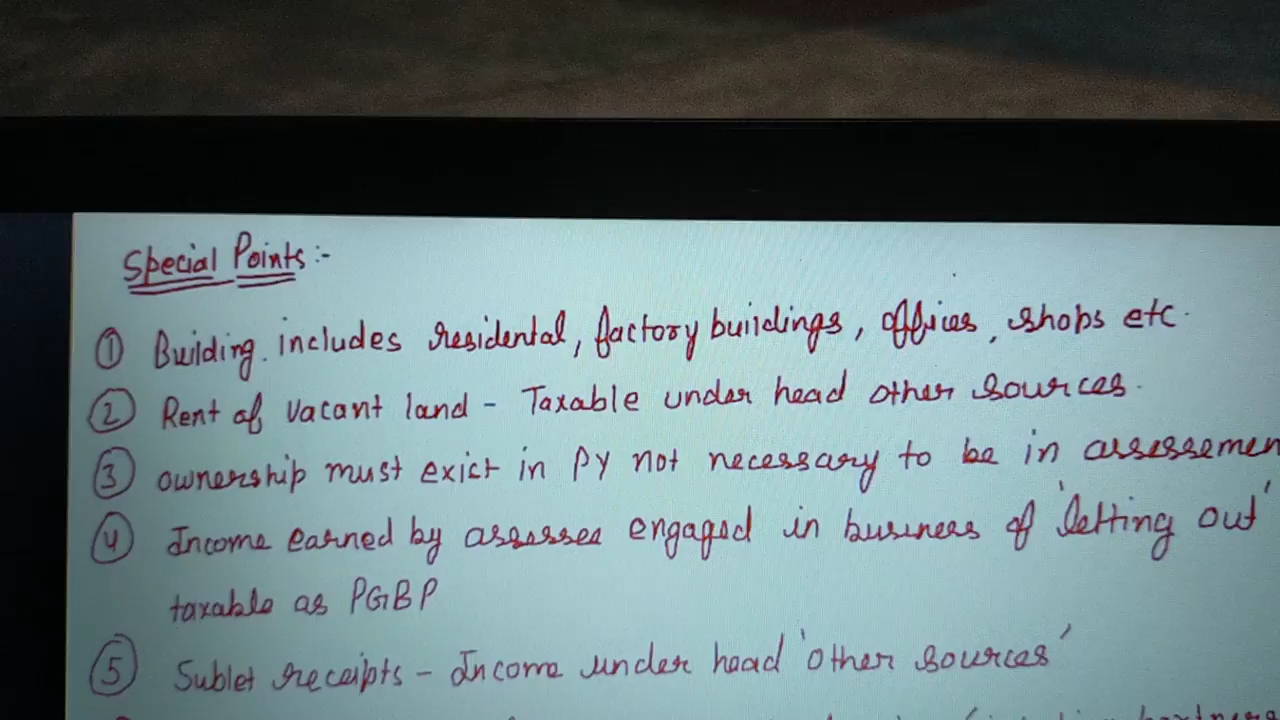 Special Points :-
① Building includes residental, factory buildings, offices, shops etc.
② Rent of vacant land - Taxable under head other sources.
③ ownership must exict in PY not necessary to be in assessemen
④ Income earned by assesses engaged in business of 'letting out'
taxable as PGBP
⑤ Sublet receipts - Income under head 'other sources'